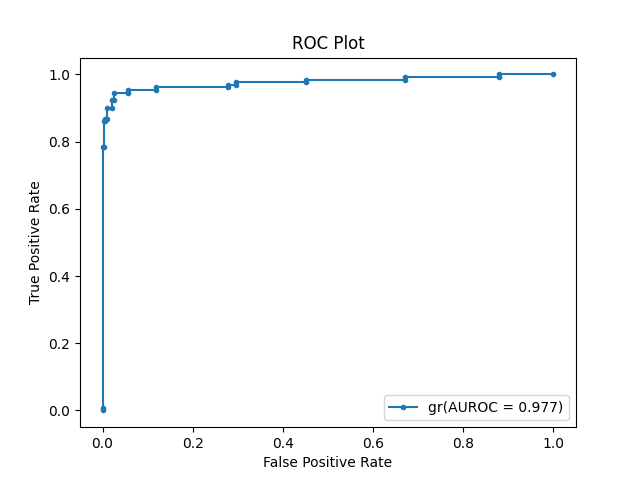 ROC Plot
1.0
0.8
0.6
0.4
0.2
0.0
True Positive Rate
gr(AUROC = 0.977)
0.0 0.2 0.4 0.6 0.8 1.0
False Positive Rate